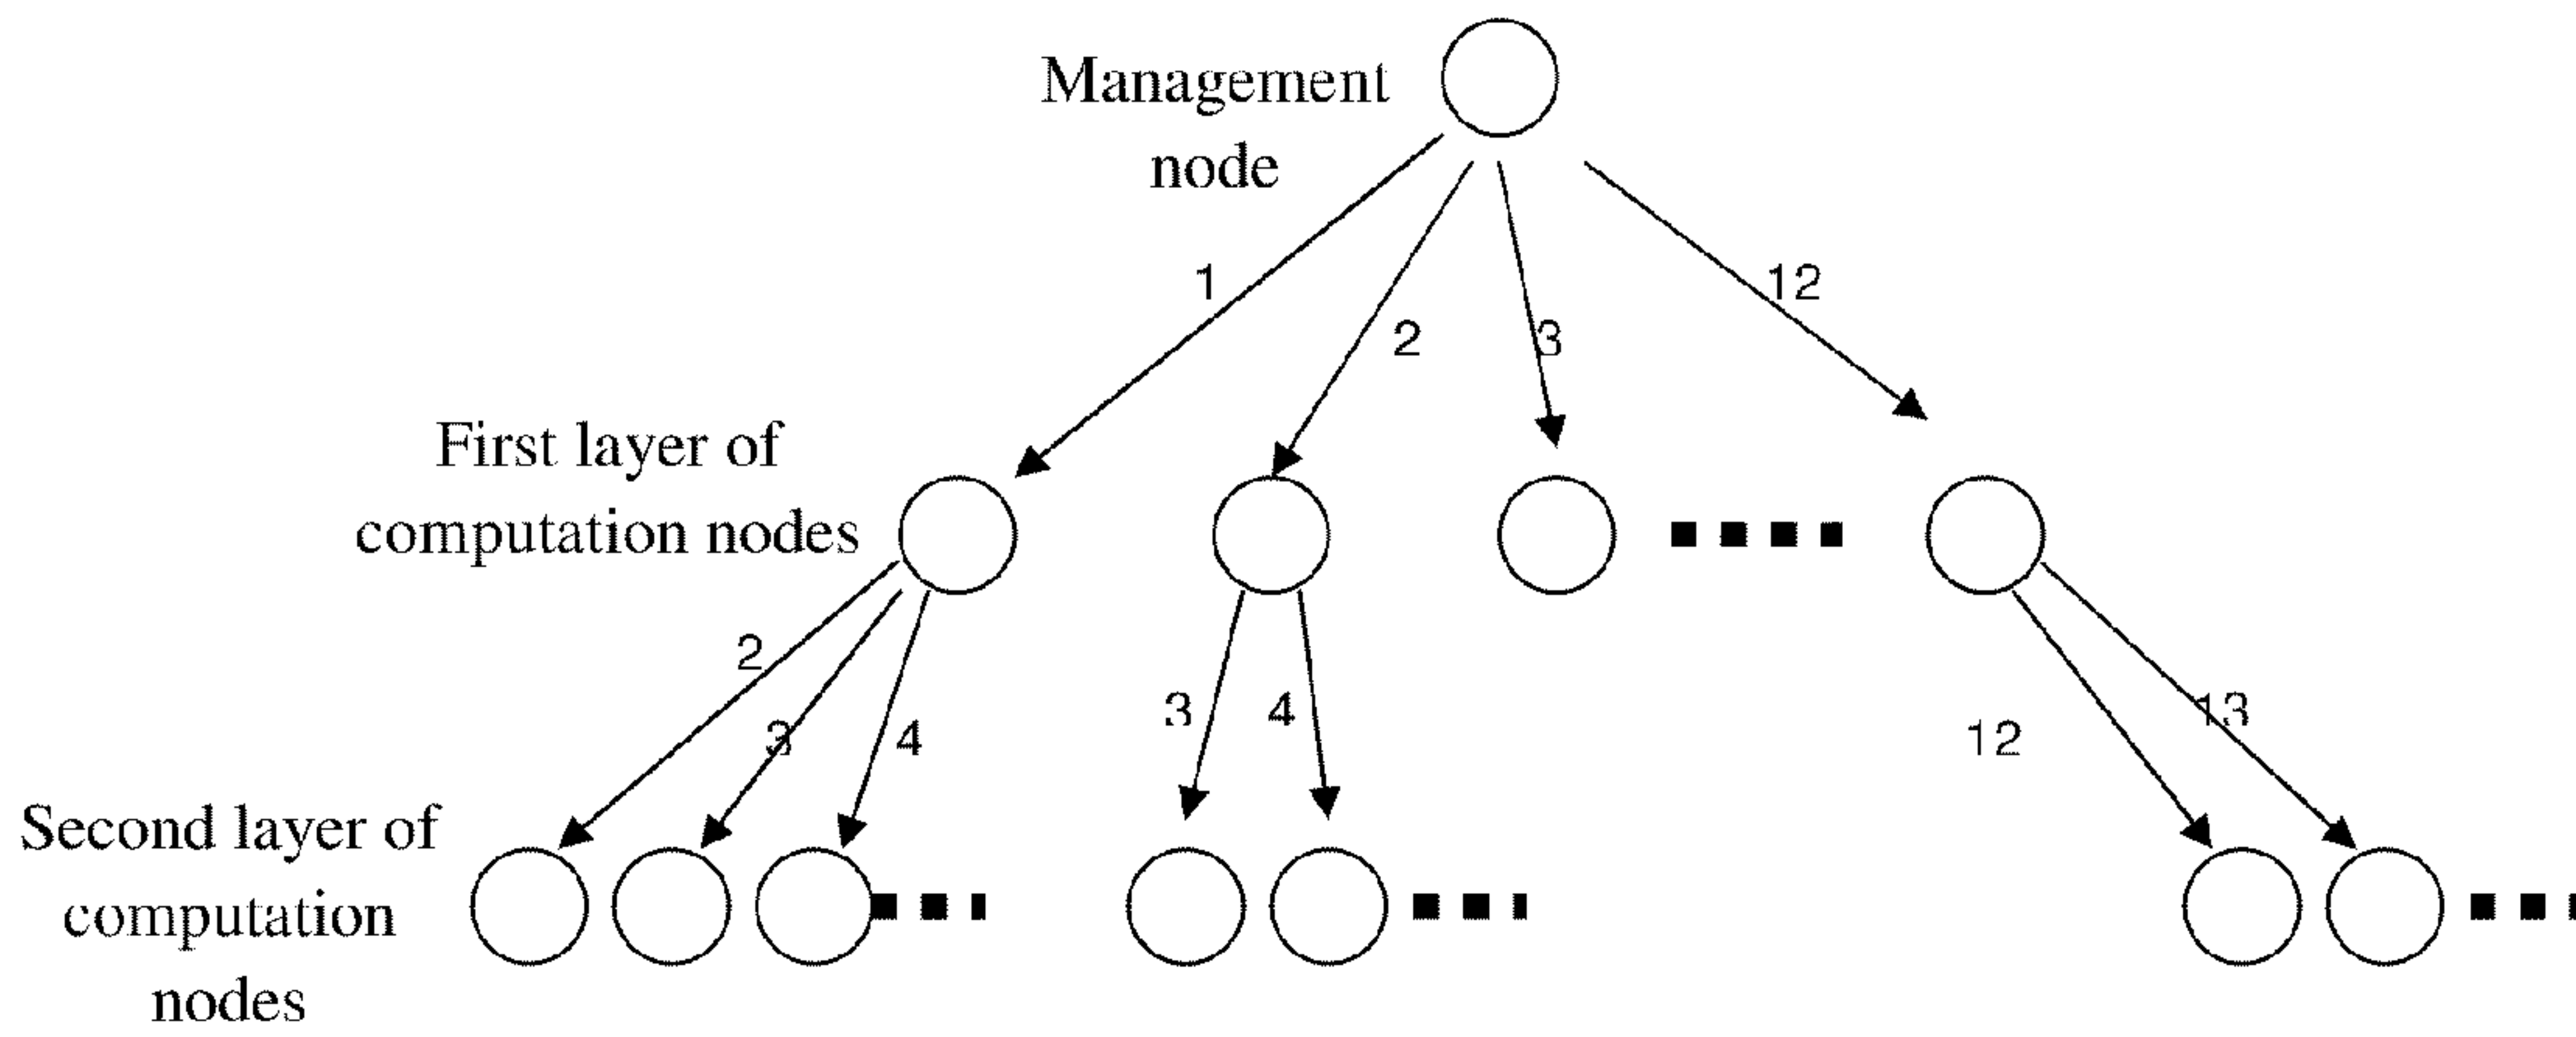 Management
node
1
2
3
12
First layer of
computation nodes
2
3
4
3
4
12
13
Second layer of
computation
nodes